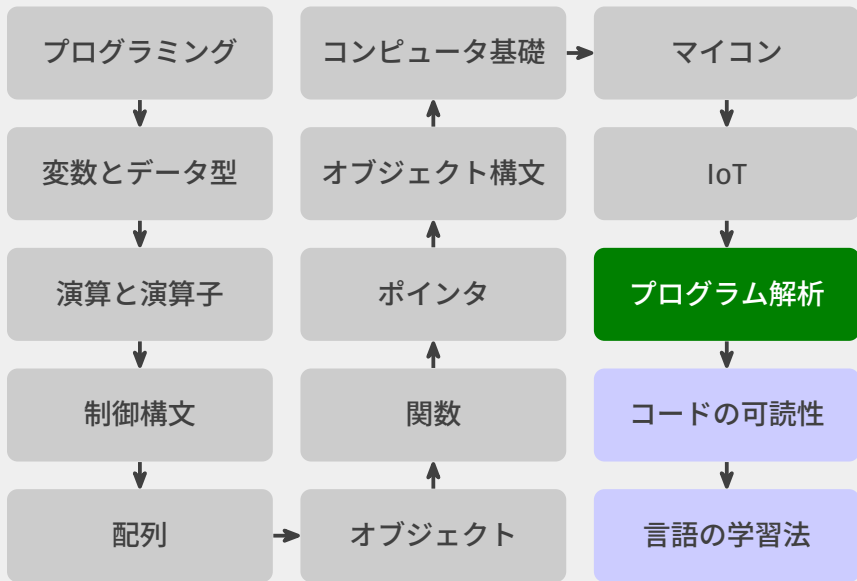 プログラミング
変数とデータ型
演算と演算子
制御構文
配列
オブジェクト
関数
ポインタ
オブジェクト構文
コンピュータ基礎
マイコン
IoT
プログラム解析
コードの可読性
言語の学習法